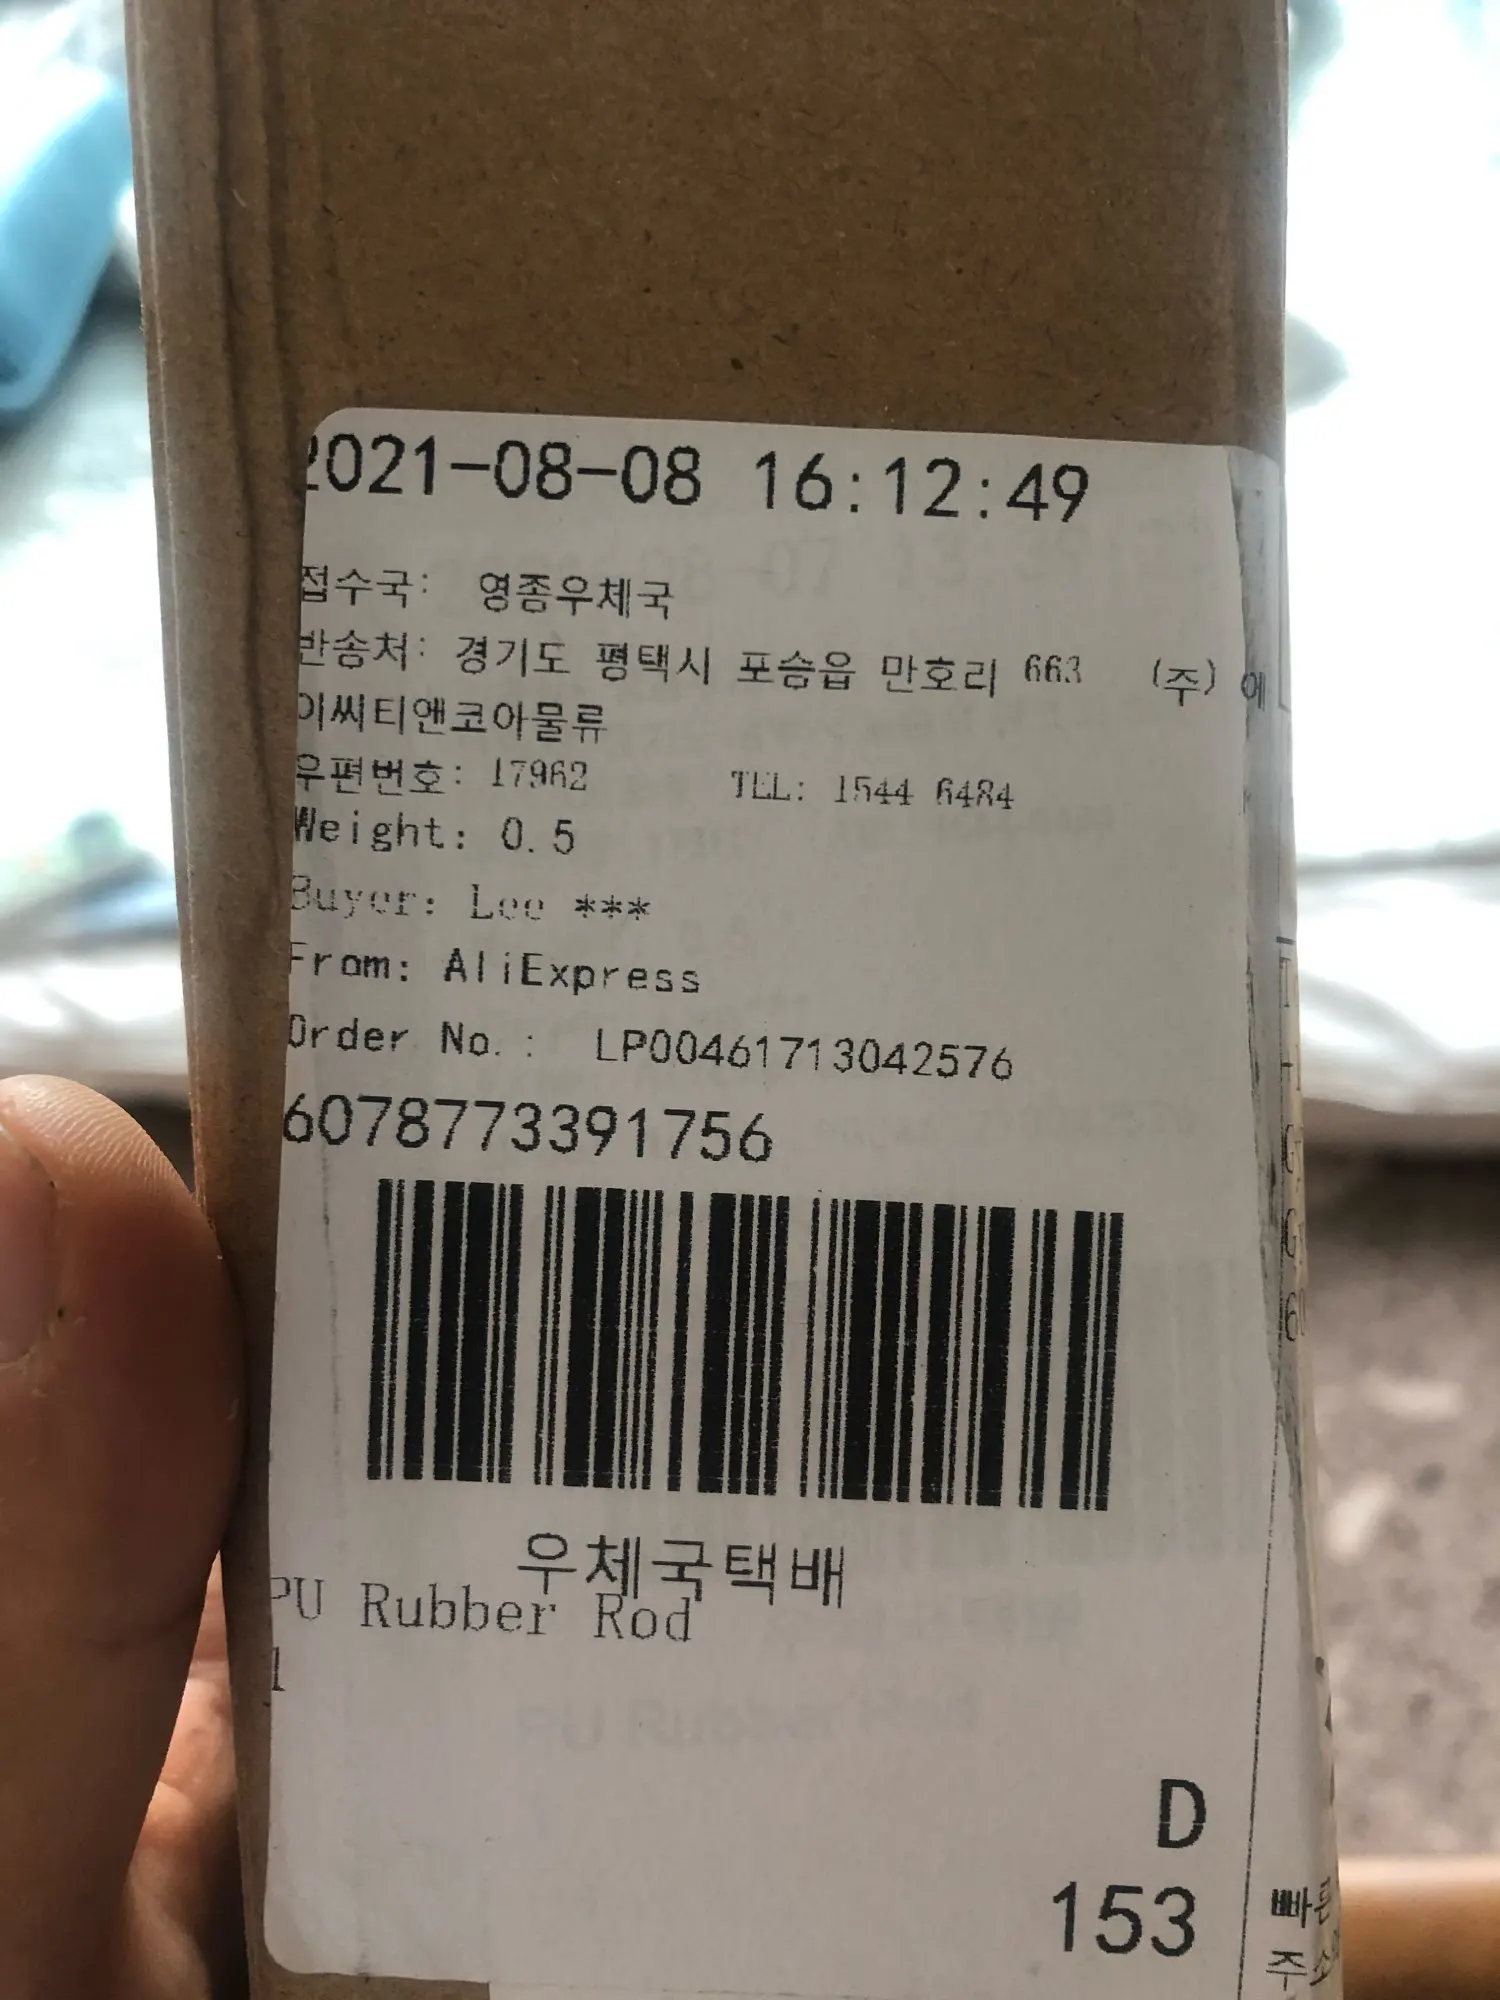 2021-08-08 16:12:49
접수국: 영종우체국
반송처: 경기도 평택시 포승읍 만호리 663 (주) 에
이씨티앤코아물류
우편번호: 17962 TEL: 1544 6484
Weight: 0.5
Buyer: Lee ***
From: AliExpress
Order No.: LP00461713042576
6078773391756
우체국택배
PU Rubber Rod
1
D
153